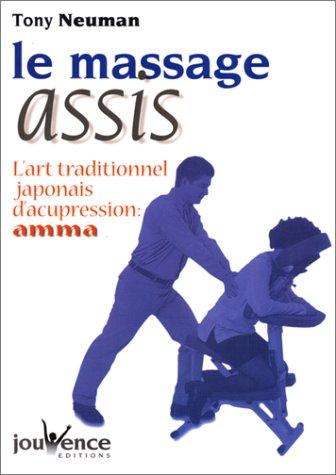 Tony Neuman
le massage
assis
L'art traditionnel
japonais
d'acupression:
amma
jouvence
EDITIONS